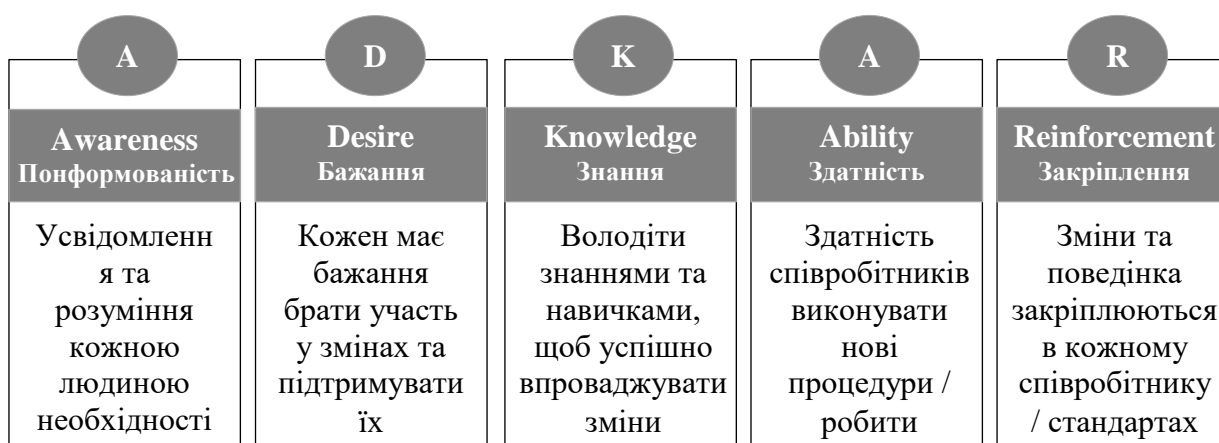 A
Awareness
Понформованість
Усвідомленн
я та
розуміння
кожною
людиною
необхідності
D
Desire
Бажання
Кожен має
бажання
брати участь
у змінах та
підтримувати
їх
K
Knowledge
Знання
Володіти
знаннями та
навичками,
щоб успішно
впроваджувати
зміни
A
Ability
Здатність
Здатність
співробітників
виконувати
нові
процедури /
робити
R
Reinforcement
Закріплення
Зміни та
поведінка
закріплюються
в кожному
співробітнику
/ стандартах